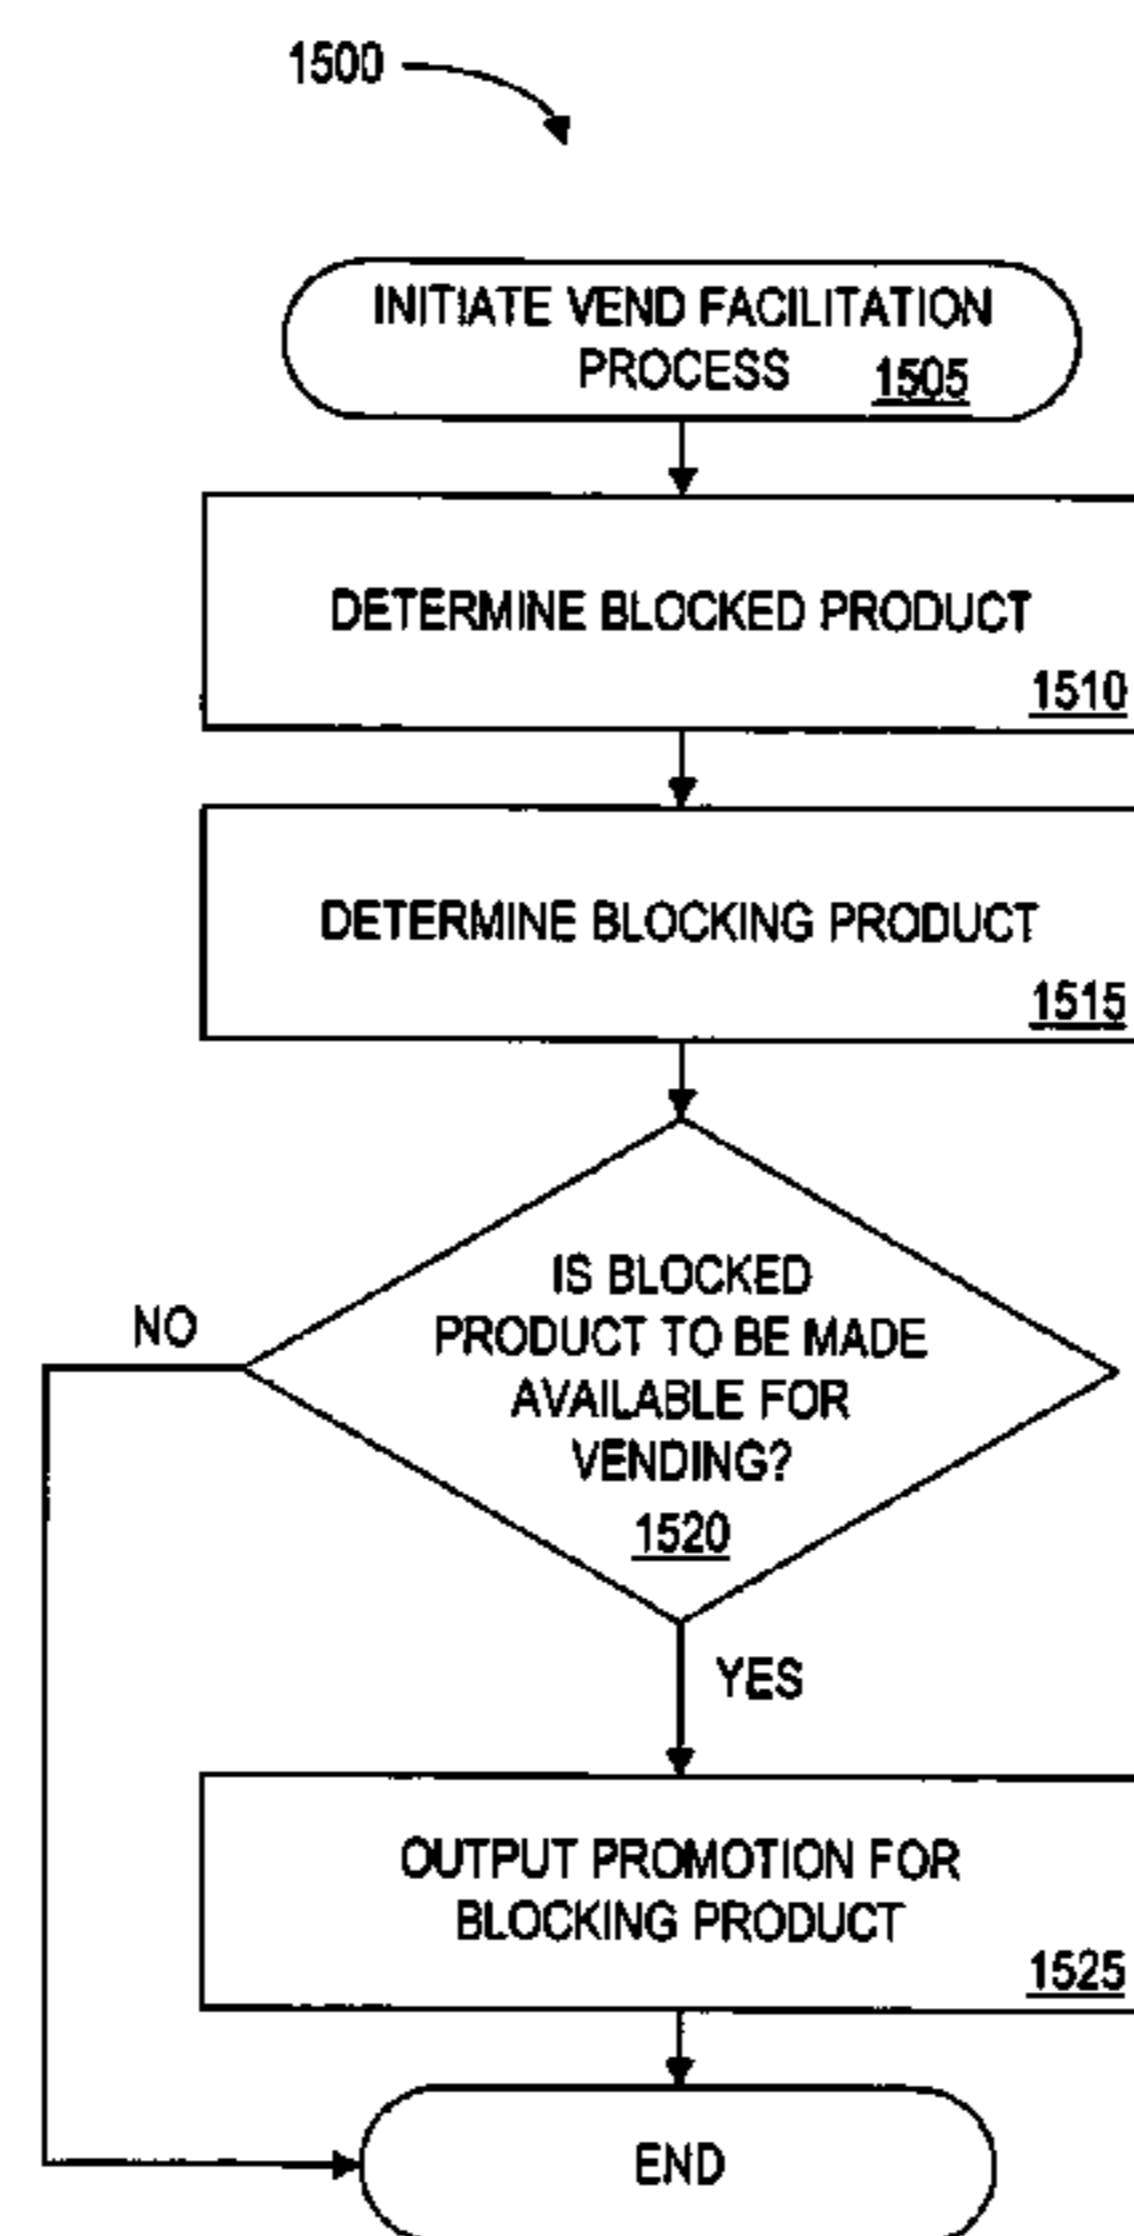 1500
INITIATE VEND FACILITATION
PROCESS 1505
DETERMINE BLOCKED PRODUCT
1510
DETERMINE BLOCKING PRODUCT
1515
IS BLOCKED
PRODUCT TO BE MADE
AVAILABLE FOR
VENDING?
1520
NO
YES
OUTPUT PROMOTION FOR
BLOCKING PRODUCT
1525
END